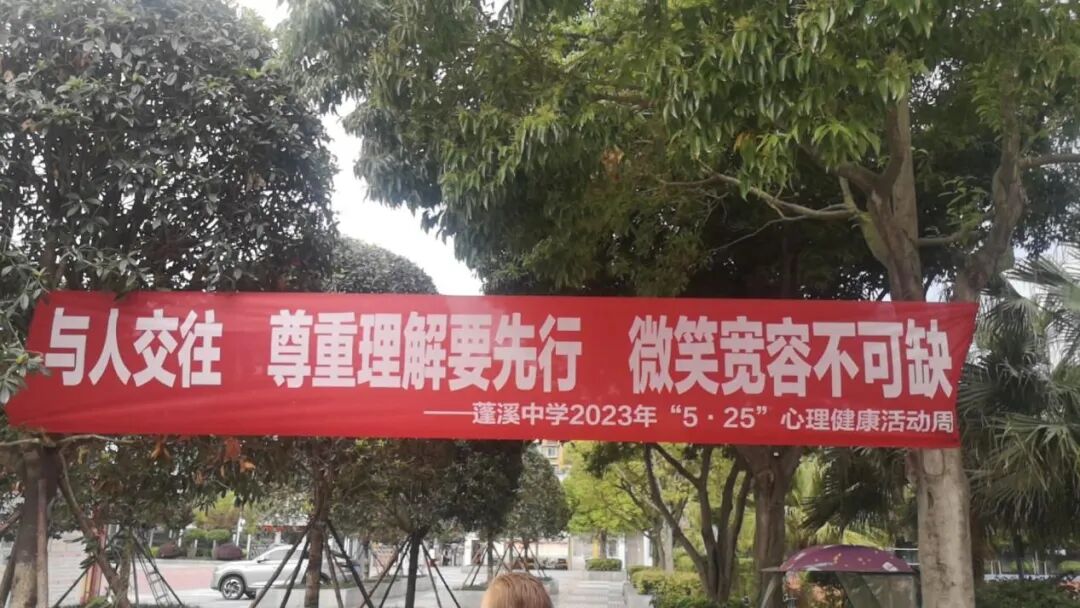 与人交往 尊重理解要先行 微笑宽容不可缺
——蓬溪中学2023年“5·25”心理健康活动周